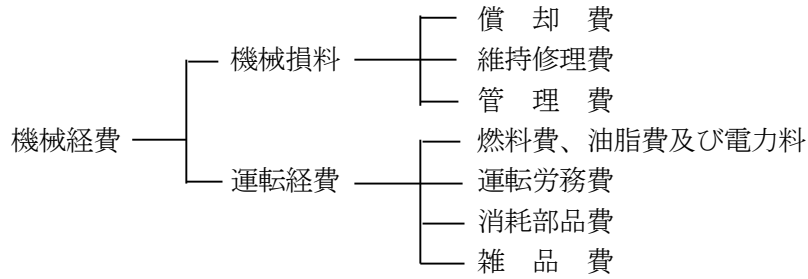 償　却　費
機械損料
維持修理費
管　理　費
機械経費
燃料費、油脂費及び電力料
運転経費
運転労務費
消耗部品費
雑　品　費